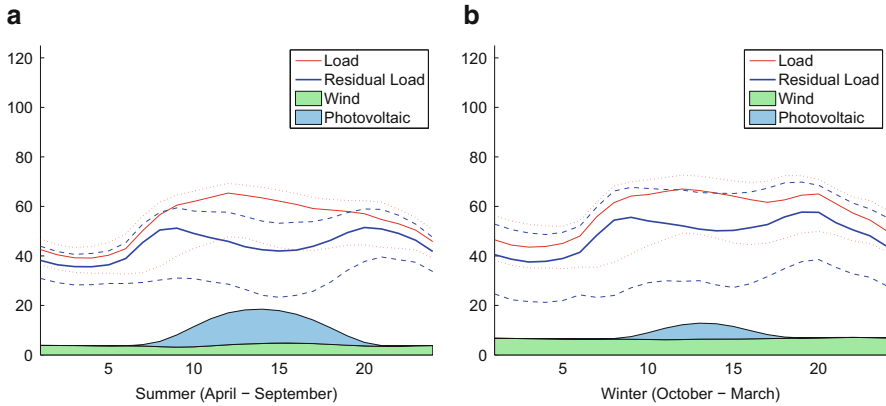 a
120
100
80
60
40
20
0
5
10
15
20
Load
Residual Load
Wind
Photovoltaic
Summer (April − September)
b
120
100
80
60
40
20
0
5
10
15
20
Load
Residual Load
Wind
Photovoltaic
Winter (October − March)